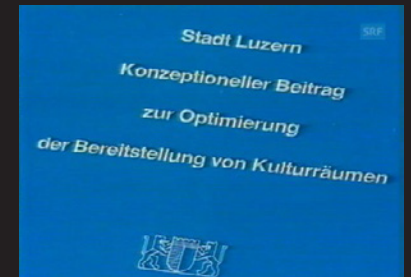 SRF
Stadt Luzern
Konzeptioneller Beitrag
zur Optimierung
der Bereitstellung von Kulturräumen